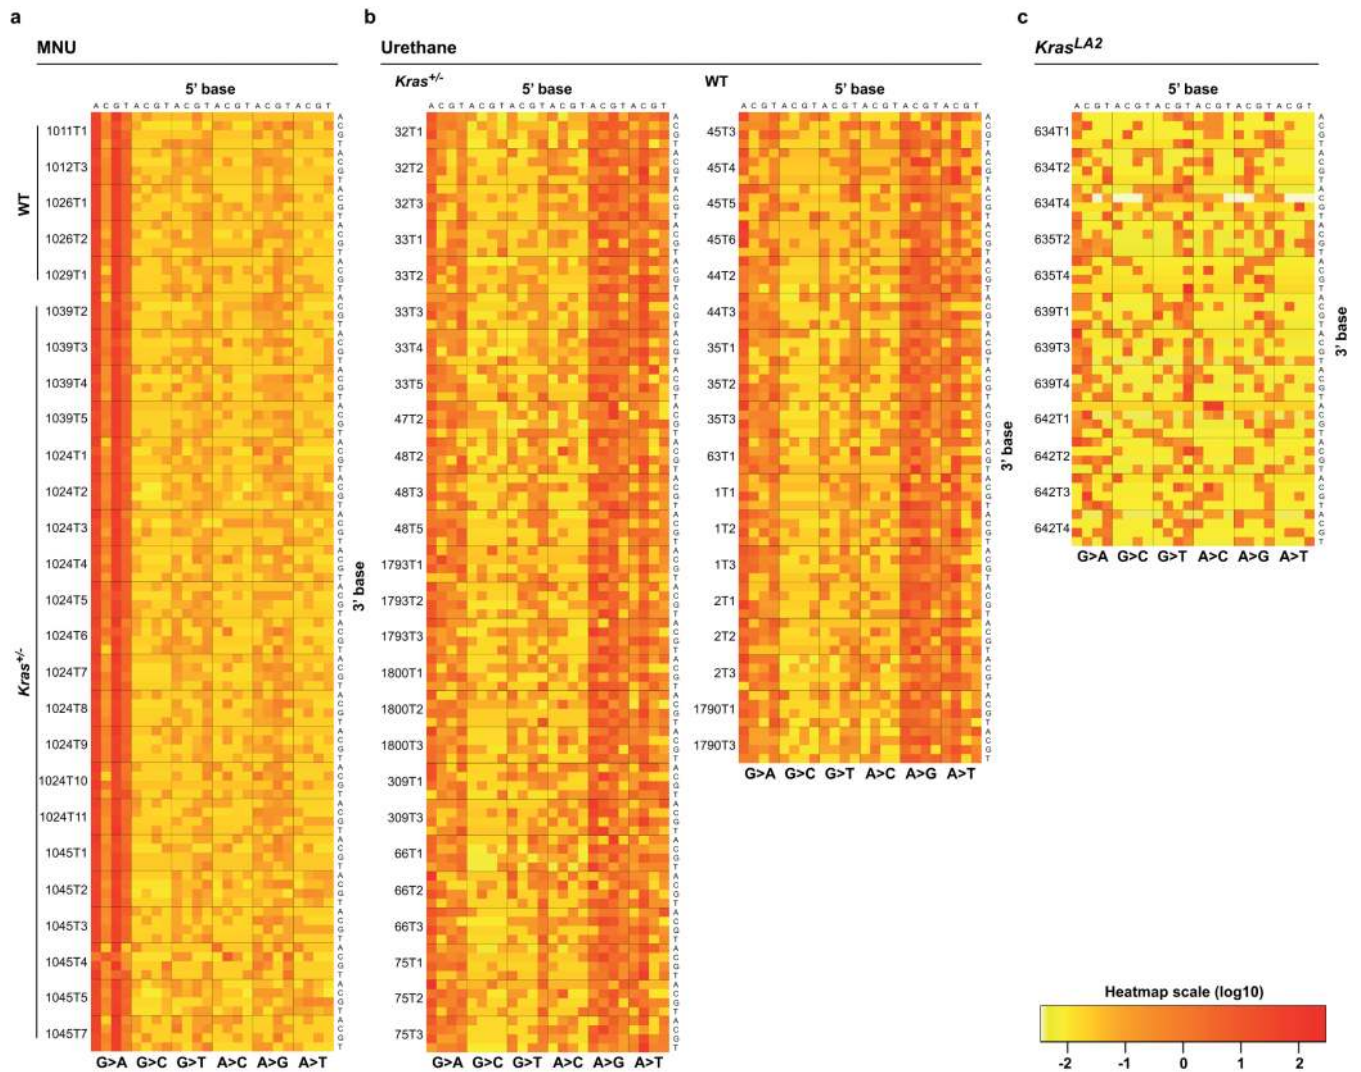 a
MNU
5' base
A C G T A C G T A C G T A C G T A C G T A C G T
WT
1011T1
1012T3
1026T1
1026T2
1029T1
Kras+/-
1039T2
1039T3
1039T4
1039T5
1024T1
1024T2
1024T3
1024T4
1024T5
1024T6
1024T7
1024T8
1024T9
1024T10
1024T11
1045T1
1045T2
1045T3
1045T4
1045T5
1045T7
3' base
G>A G>C G>T A>C A>G A>T
b
Urethane
Kras+/-
5' base
A C G T A C G T A C G T A C G T A C G T A C G T
32T1
32T2
32T3
33T1
33T2
33T3
33T4
33T5
47T2
48T2
48T3
48T5
1793T1
1793T2
1793T3
1800T1
1800T2
1800T3
309T1
309T3
66T1
66T2
66T3
75T1
75T2
75T3
G>A G>C G>T A>C A>G A>T
WT
5' base
A C G T A C G T A C G T A C G T A C G T A C G T
45T3
45T4
45T5
45T6
44T2
44T3
35T1
35T2
35T3
63T1
1T1
1T2
1T3
2T1
2T2
2T3
1790T1
1790T3
3' base
G>A G>C G>T A>C A>G A>T
c
KrasLA2
5' base
A C G T A C G T A C G T A C G T A C G T A C G T
634T1
634T2
634T4
635T2
635T4
639T1
639T3
639T4
642T1
642T2
642T3
642T4
3' base
G>A G>C G>T A>C A>G A>T
Heatmap scale (log10)
-2 -1 0 1 2